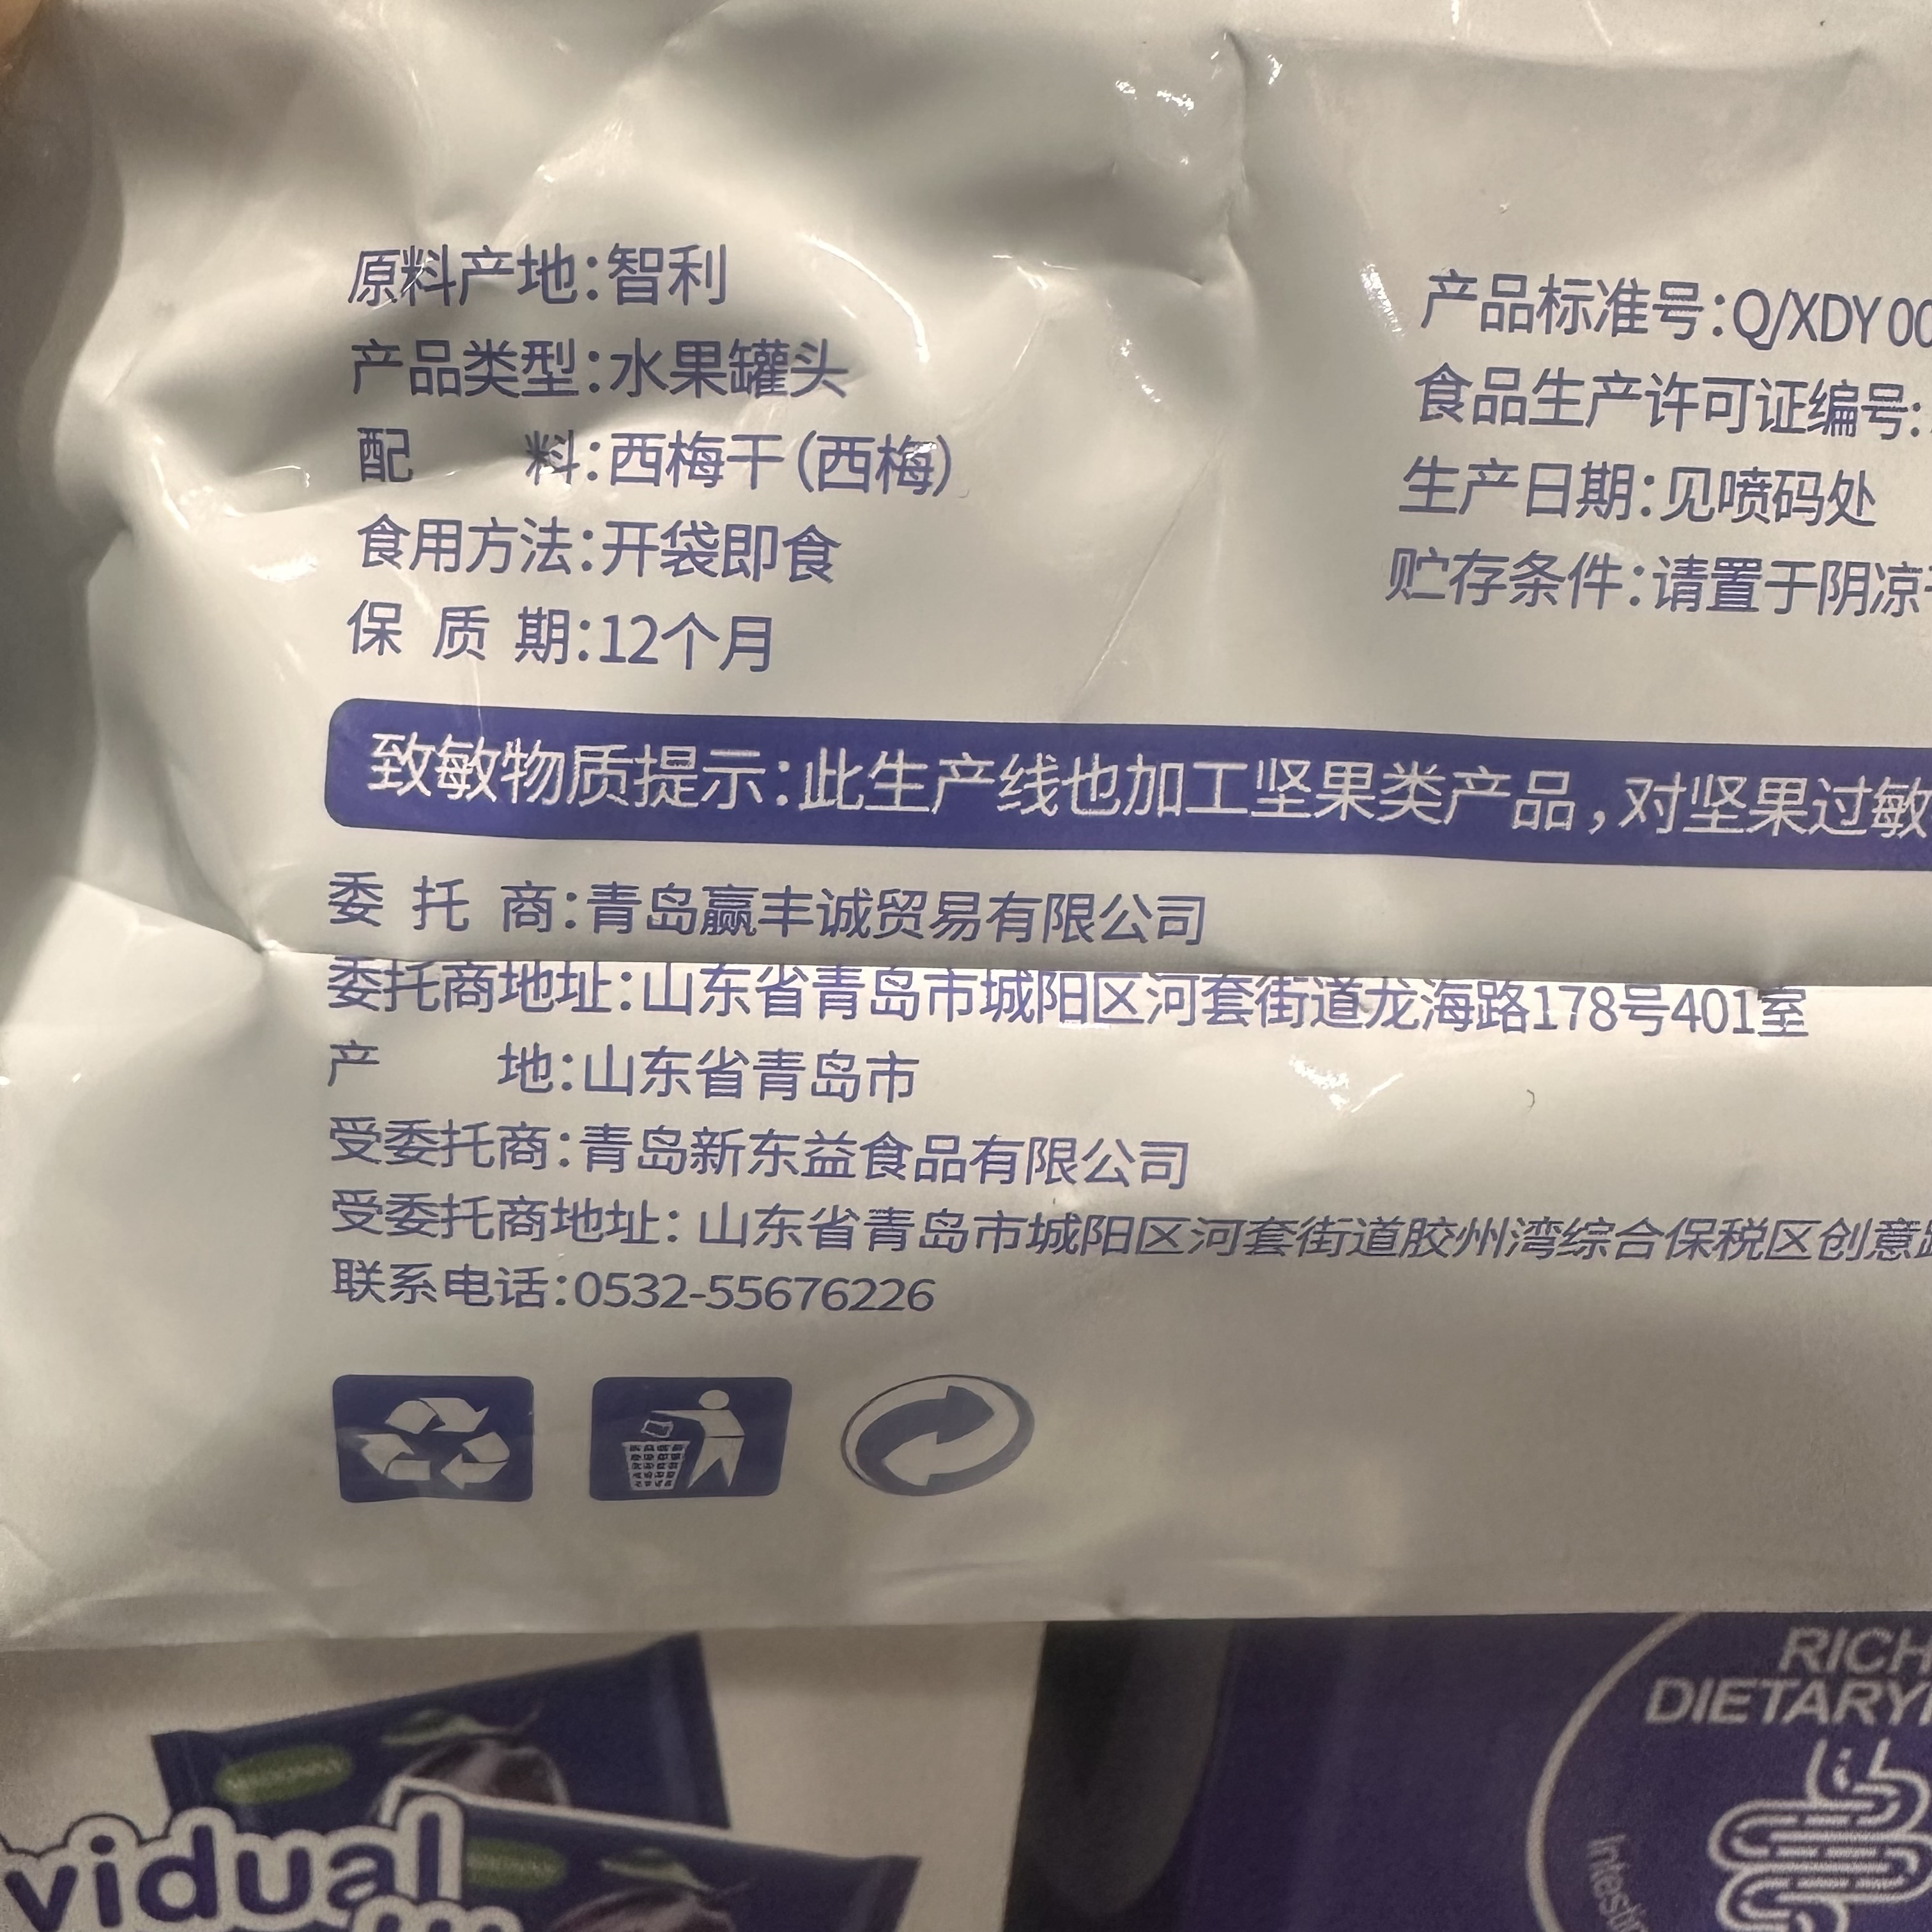 原料产地：智利
产品类型：水果罐头
配 料：西梅干（西梅）
食用方法：开袋即食
保 质 期：12个月
产品标准号：Q/XDY 00
食品生产许可证编号：
生产日期：见喷码处
贮存条件：请置于阴凉
致敏物质提示：此生产线也加工坚果类产品，对坚果过敏
委 托 商：青岛赢丰诚贸易有限公司
委托商地址：山东省青岛市城阳区河套街道龙海路178号401室
产 地：山东省青岛市
受委托商：青岛新东益食品有限公司
受委托商地址：山东省青岛市城阳区河套街道胶州湾综合保税区创意
联系电话：0532-55676226
RICH
DIETARY
Intesti
vidual